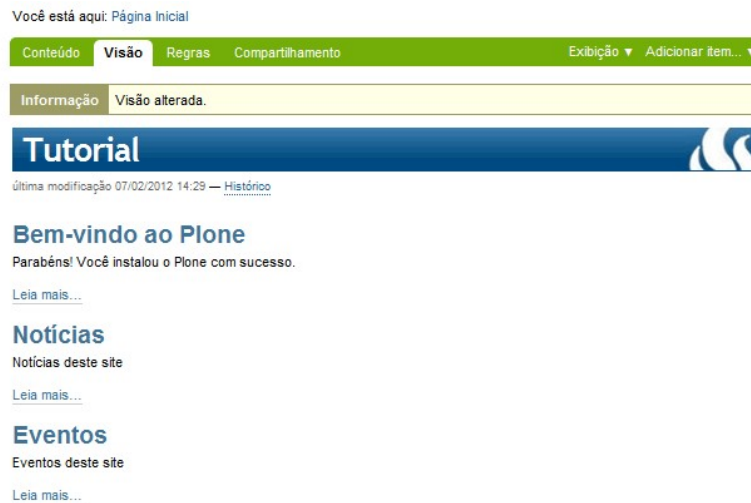 Você está aqui: Página Inicial
Conteúdo Visão Regras Compartilhamento Exibição ▼ Adicionar item... ▼
Informação Visão alterada.
Tutorial
última modificação 07/02/2012 14:29 — Histórico
Bem-vindo ao Plone
Parabéns! Você instalou o Plone com sucesso.
Leia mais…
Notícias
Notícias deste site
Leia mais…
Eventos
Eventos deste site
Leia mais…